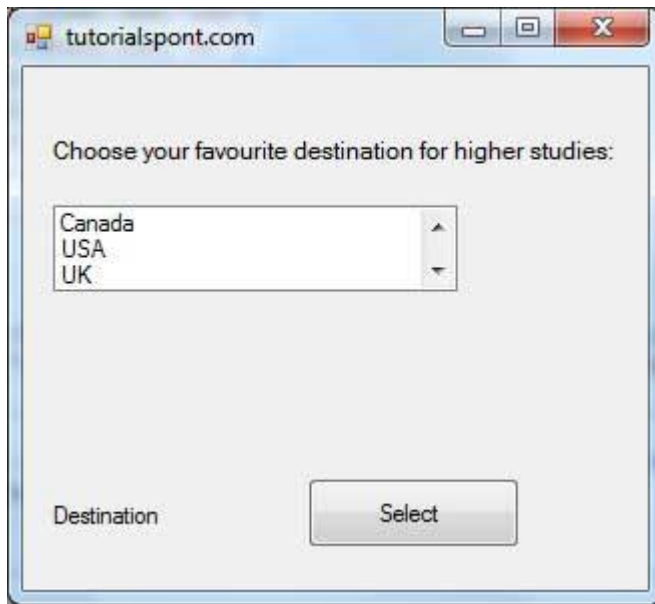 tutorialspont.com
Choose your favourite destination for higher studies:
Canada
USA
UK
Destination
Select